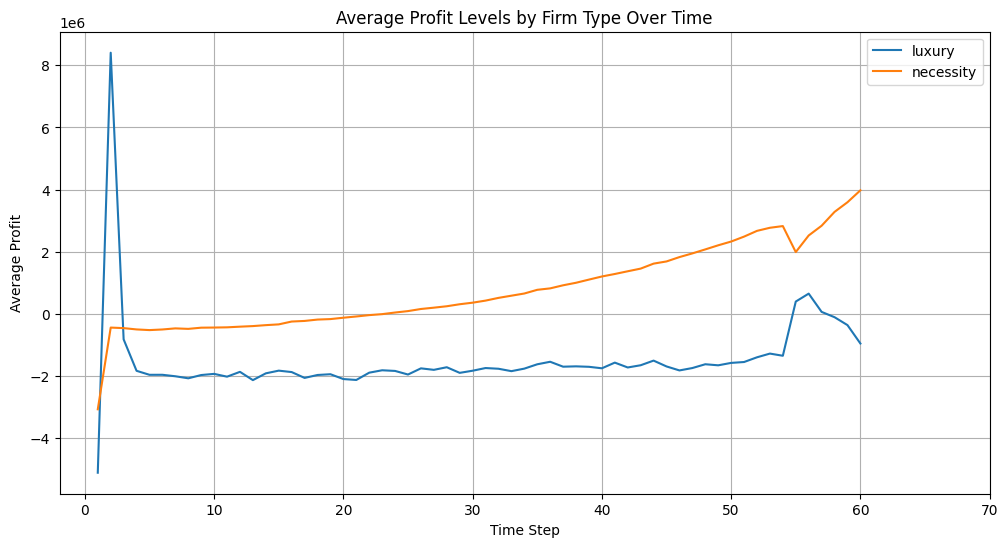 Average Profit Levels by Firm Type Over Time
1e6
luxury
necessity
8
6
4
2
0
−2
−4
Average Profit
0 10 20 30 40 50 60 70
Time Step